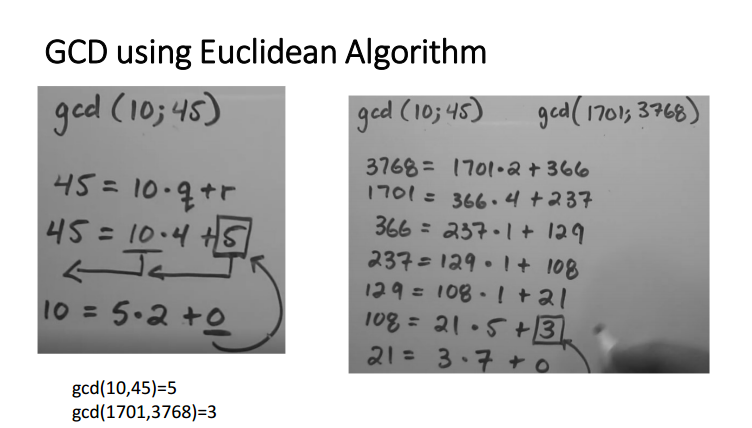 GCD using Euclidean Algorithm
gcd (10; 45)
45 = 10·q+r
45 = 10·4 +5
10 = 5·2 +0
gcd (10; 45) gcd(1701; 3768)
3768 = 1701·2 + 366
1701 = 366·4 + 237
366 = 237·1 + 129
237 = 129·1 + 108
129 = 108·1 + 21
108 = 21·5 + 3
21 = 3·7 + 0
gcd(10,45)=5
gcd(1701,3768)=3